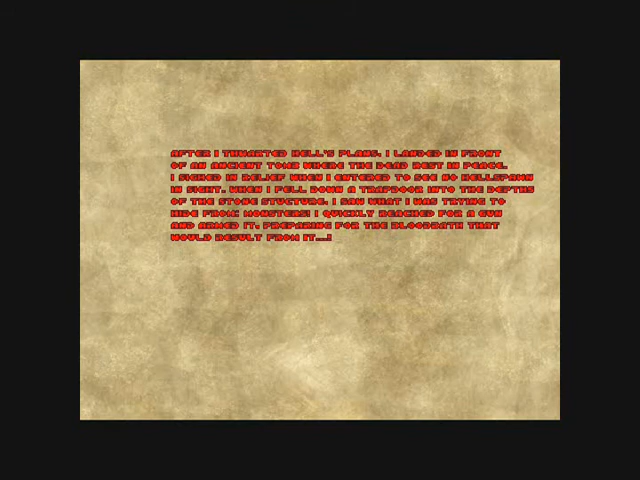 AFTER I THWARTED HELL'S PLANS, I LANDED IN FRONT
OF AN ANCIENT TOMB WHERE THE DEAD REST IN PEACE.
I SIGHED IN RELIEF WHEN I ENTERED TO SEE NO HELLSPAWN
IN SIGHT. WHEN I FELL DOWN A TRAPDOOR INTO THE DEPTHS
OF THE STONE STUCTURE, I SAW WHAT I WAS TRYING TO
HIDE FROM: MONSTERS! I QUICKLY REACHED FOR A GUN
AND ARMED IT, PREPARING FOR THE BLOODBATH THAT
WOULD RESULT FROM IT...!